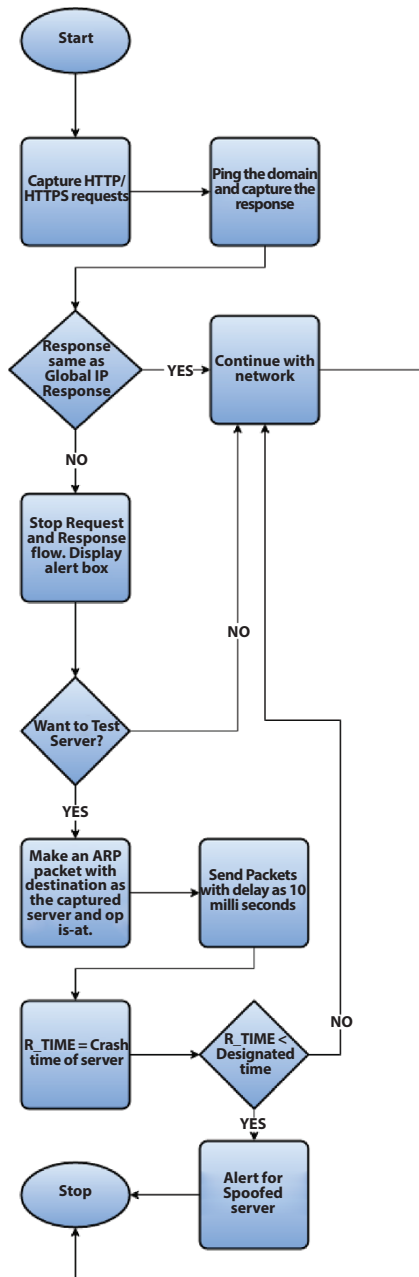 Start
Capture HTTP/
HTTPS requests
Ping the domain
and capture the
response
Response
same as
Global IP
Response
YES
Continue with
network
NO
Stop Request
and Response
flow. Display
alert box
NO
Want to Test
Server?
YES
Make an ARP
packet with
destination as
the captured
server and op
is-at.
Send Packets
with delay as 10
milli seconds
R_TIME = Crash
time of server
R_TIME <
Designated
time
NO
YES
Alert for
Spoofed
server
Stop